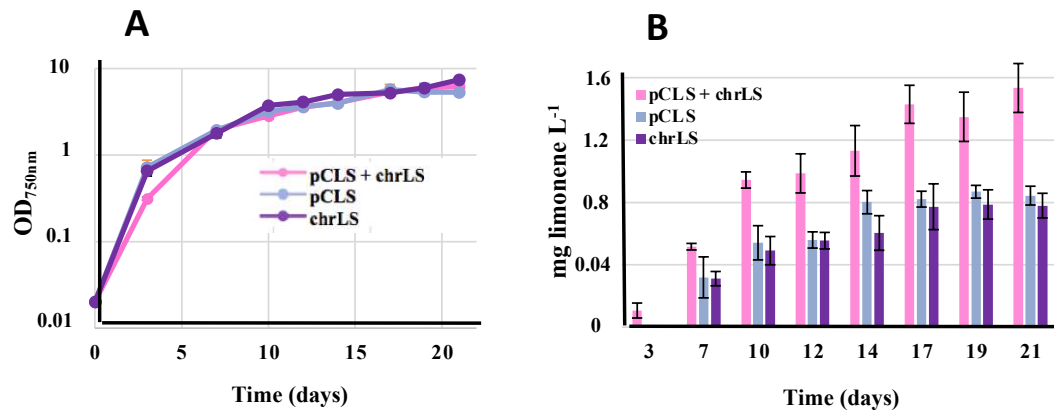 A
10
1
0.1
0.01
OD750nm
pCLS + chrLS
pCLS
chrLS
0 5 10 15 20
Time (days)
B
1.6
1.2
0.8
0.04
0
mg limonene L-1
pCLS + chrLS
pCLS
chrLS
3 7 10 12 14 17 19 21
Time (days)